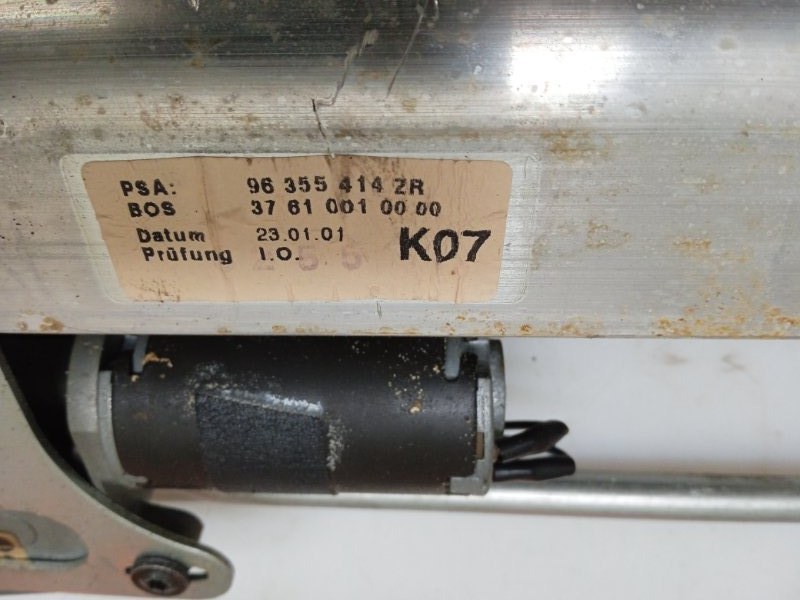 PSA: 96 355 414 ZR
BOS 37 61 001 00 00
Datum 23.01.01
Prüfung I.O.
K07